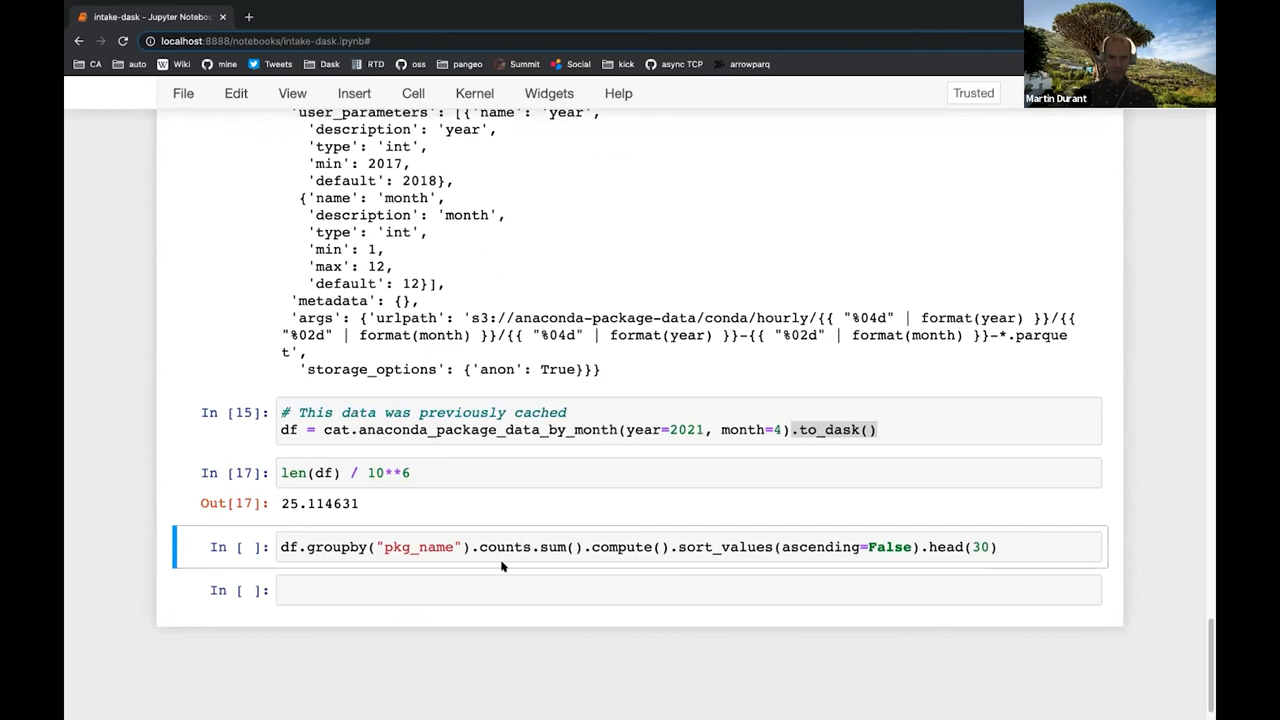 intake-dask - Jupyter Noteboo
localhost:8888/notebooks/intake-dask.ipynb#
CA auto Wiki mine Tweets Dask RTD oss pangeo Summit Social kick async TCP arrowparq
Martin Durant
File Edit View Insert Cell Kernel Widgets Help Trusted
'user_parameters': [{'name': 'year',
'description': 'year',
'type': 'int',
'min': 2017,
'default': 2018},
{'name': 'month',
'description': 'month',
'type': 'int',
'min': 1,
'max': 12,
'default': 12}],
'metadata': {},
'args': {'urlpath': 's3://anaconda-package-data/conda/hourly/{{ "%04d" | format(year) }}/{{
"%02d" | format(month) }}/{{ "%04d" | format(year) }}-{{ "%02d" | format(month) }}-*.parque
t',
'storage_options': {'anon': True}}}
In [15]: # This data was previously cached
df = cat.anaconda_package_data_by_month(year=2021, month=4).to_dask()
In [17]: len(df) / 10**6
Out[17]: 25.114631
In [ ]: df.groupby("pkg_name").counts.sum().compute().sort_values(ascending=False).head(30)
In [ ]: